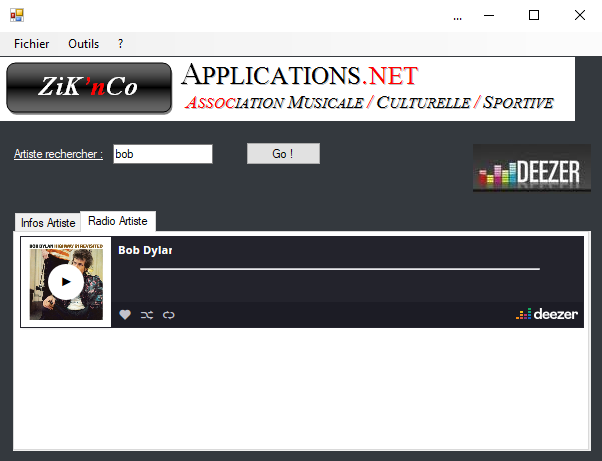 ...
Fichier Outils ?
ZiK'nCo
APPLICATIONS.NET
ASSOCIATION MUSICALE / CULTURELLE / SPORTIVE
Artiste rechercher :
bob
Go !
DEEZER
Infos Artiste
Radio Artiste
BOB DYLAN HIGHWAY 61 REVISITED
Bob Dylan
deezer